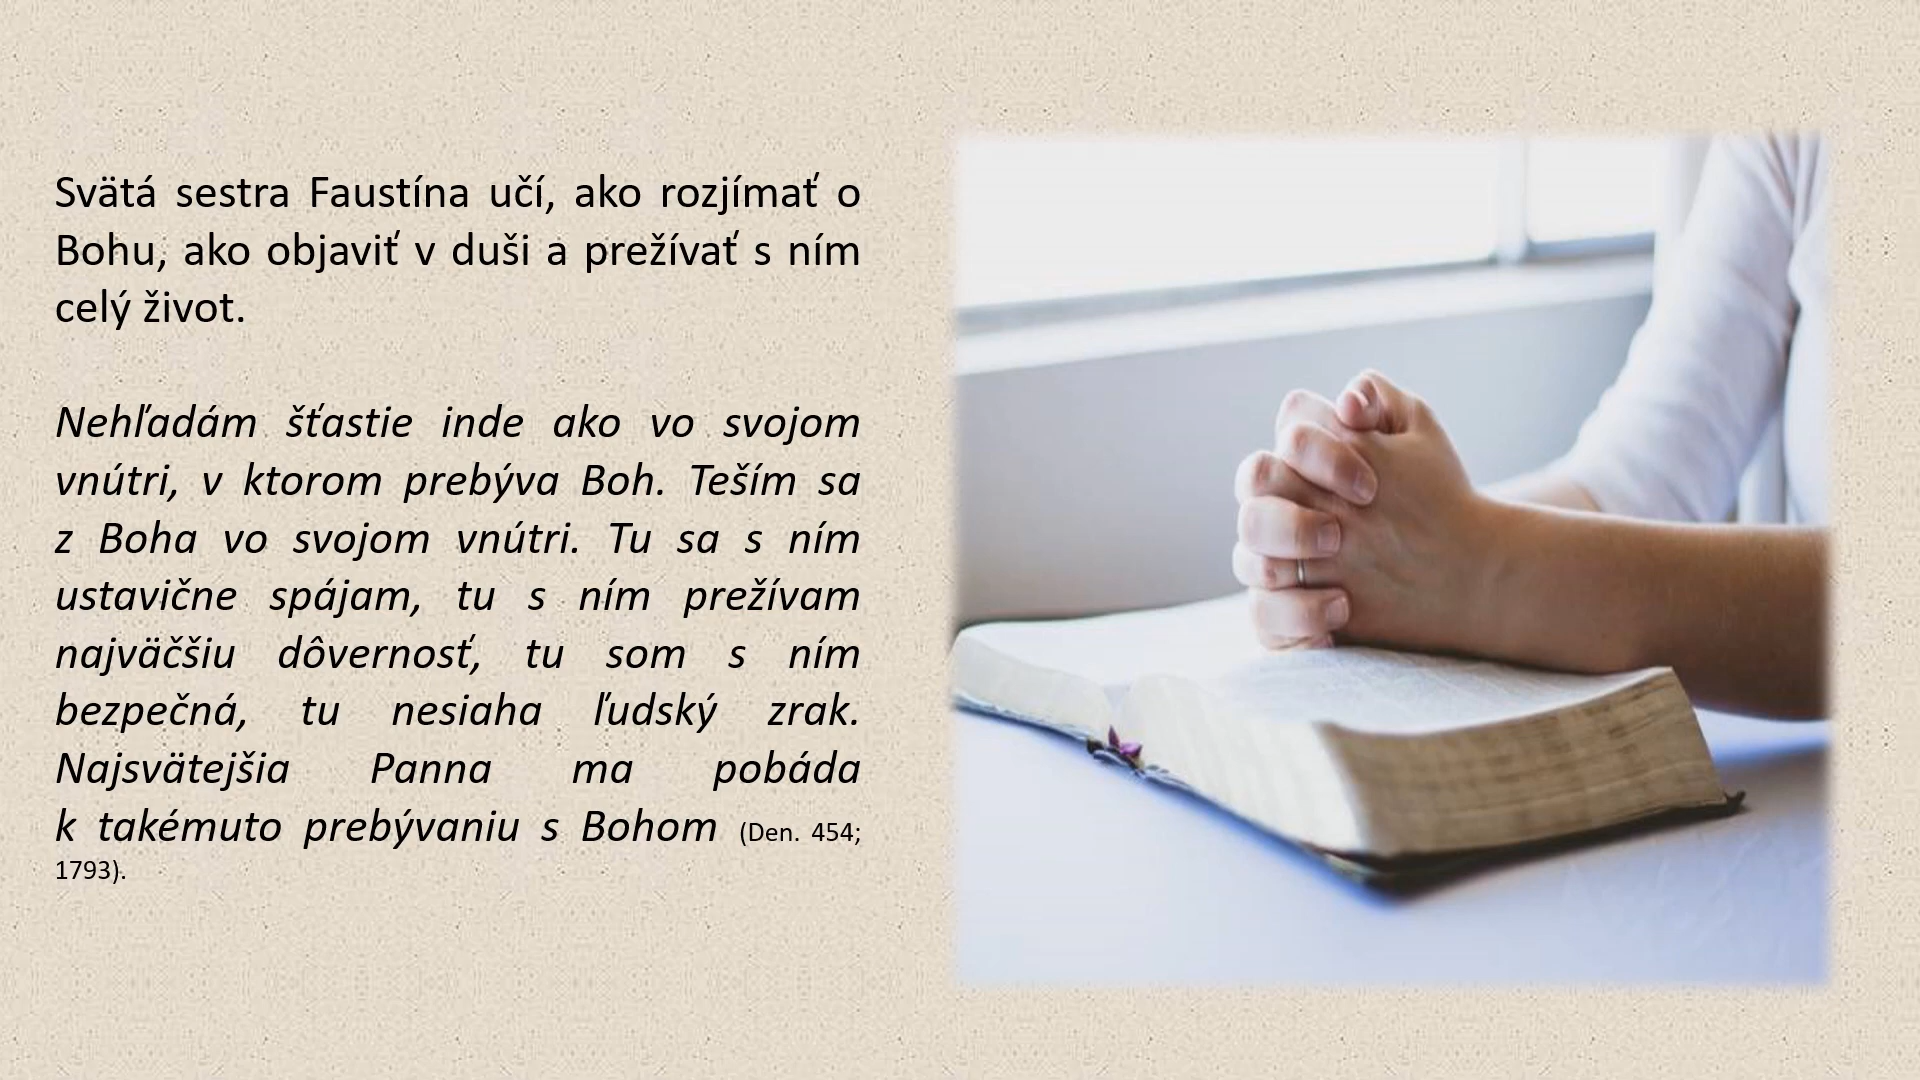 Svätá sestra Faustína učí, ako rozjímať o
Bohu, ako objaviť v duši a prežívať s ním
celý život.
Nehľadám šťastie inde ako vo svojom
vnútri, v ktorom prebýva Boh. Teším sa
z Boha vo svojom vnútri. Tu sa s ním
ustavične spájam, tu s ním prežívam
najväčšiu dôvernosť, tu som s ním
bezpečná, tu nesiaha ľudský zrak.
Najsvätejšia Panna ma pobáda
k takémuto prebývaniu s Bohom (Den. 454;
1793).